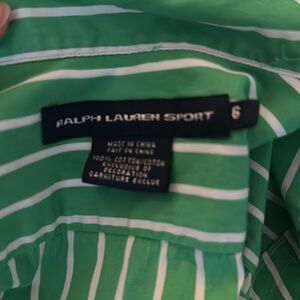 RALPH LAUREN SPORT 6
MADE IN CHINA
FAIT EN CHINE
100% COTTON/COTON
EXCLUSIVE OF
DECORATION
GARNITURE EXCLUE